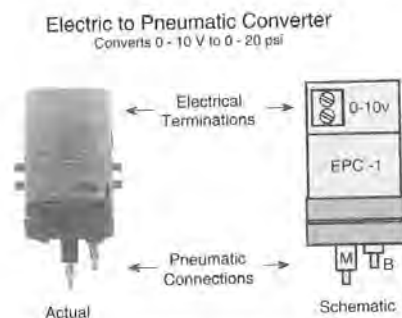 Electric to Pneumatic Converter
Converts 0 - 10 V to 0 - 20 psi
Electrical
Terminations
0-10v
EPC -1
Pneumatic
Connections
M
B
Actual
Schematic